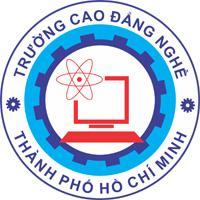 TRƯỜNG CAO ĐẲNG NGHỀ
THÀNH PHỐ HỒ CHÍ MINH